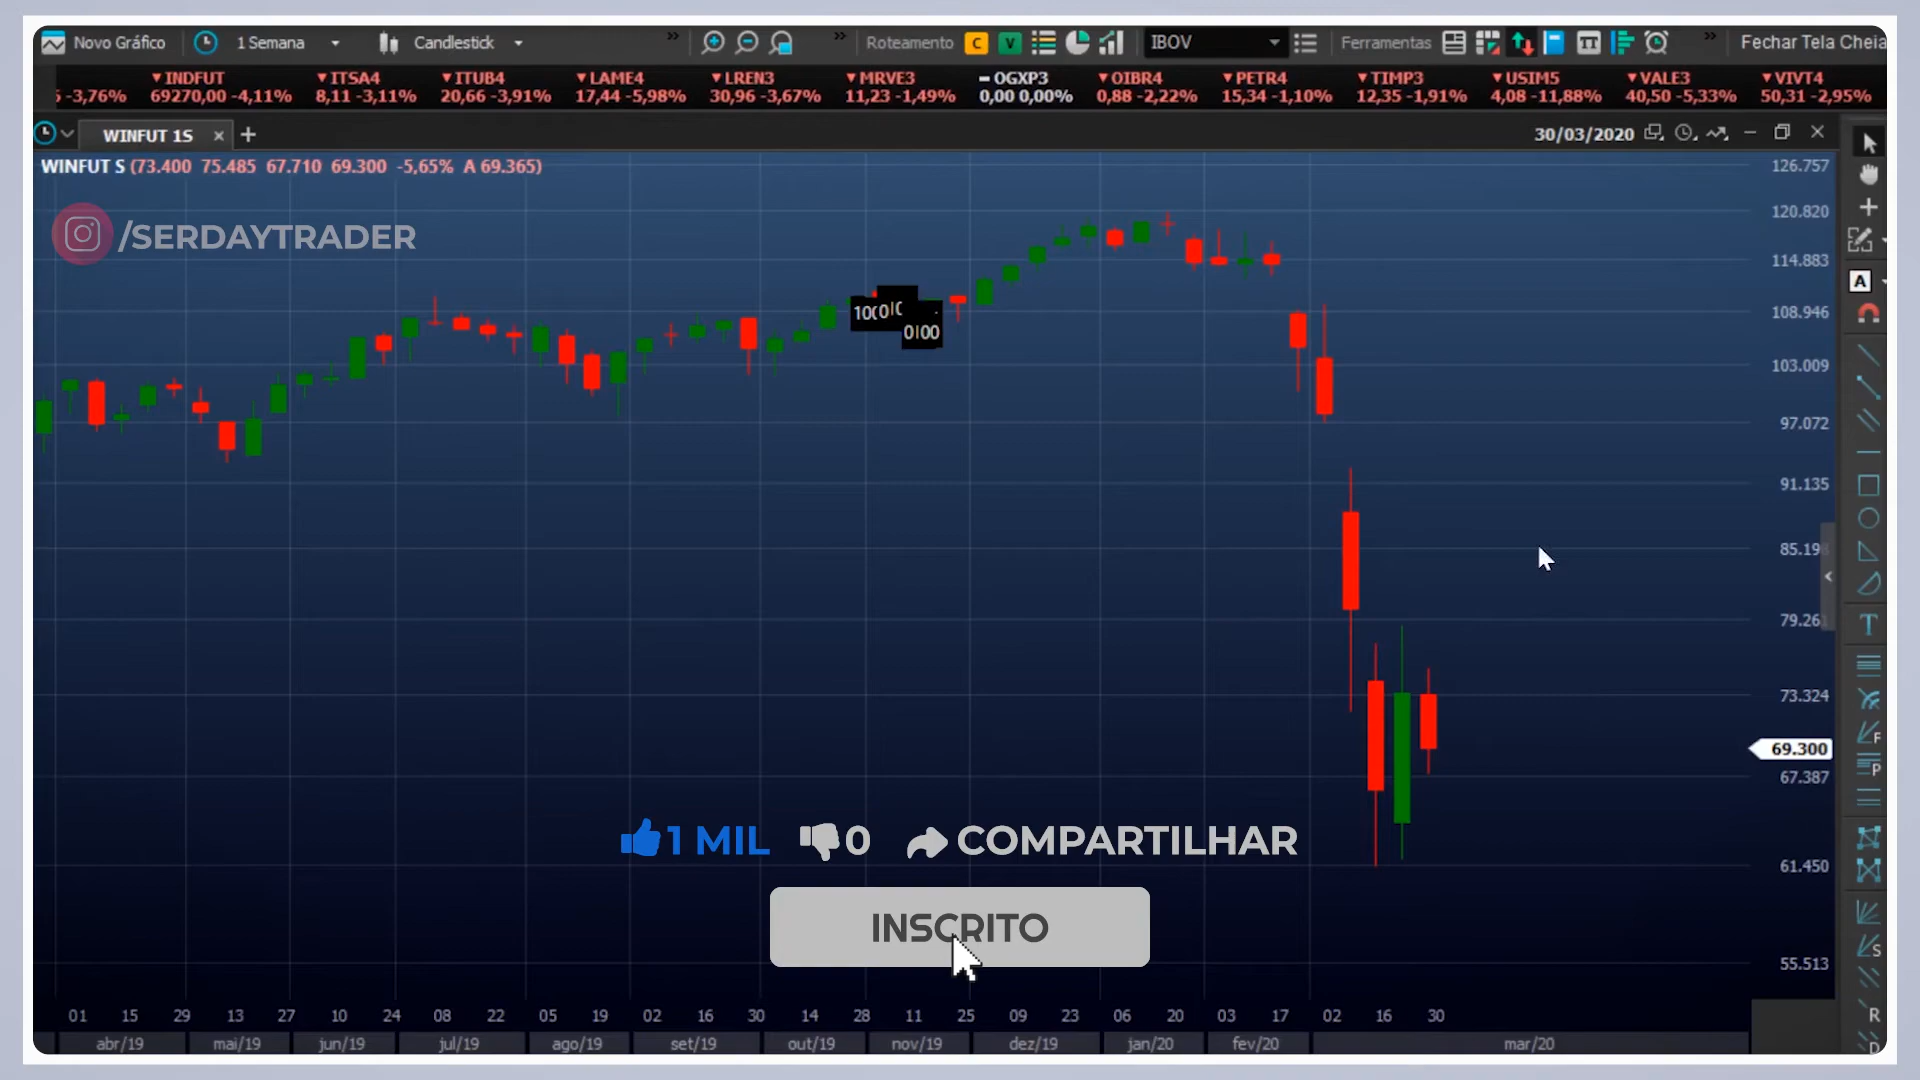 Novo Gráfico 1 Semana Candlestick » » Roteamento C V IBOV Ferramentas » Fechar Tela Cheia
INDFUT ITSA4 ITUB4 LAME4 LREN3 MRVE3 OGXP3 OIBR4 PETR4 TIMP3 USIM5 VALE3 VIVT4
-3,76% 69270,00 -4,11% 8,11 -3,11% 20,66 -3,91% 17,44 -5,98% 30,96 -3,67% 11,23 -1,49% 0,00 0,00% 0,88 -2,22% 15,34 -1,10% 12,35 -1,91% 4,08 -11,88% 40,50 -5,33% 50,31 -2,95%
WINFUT 1S 30/03/2020
WINFUT S (73.400 75.485 67.710 69.300 -5,65% A 69.365)
/SERDAYTRADER
126.757
120.820
114.883
108.946
103.009
97.072
91.135
85.198
79.261
73.324
69.300
67.387
61.450
55.513
1 MIL 0 COMPARTILHAR
INSCRITO
01 15 29 13 27 10 24 08 22 05 19 02 16 30 14 28 11 25 09 23 06 20 03 17 02 16 30
abr/19 mai/19 jun/19 jul/19 ago/19 set/19 out/19 nov/19 dez/19 jan/20 fev/20 mar/20
A
T
F
P
S
R
D